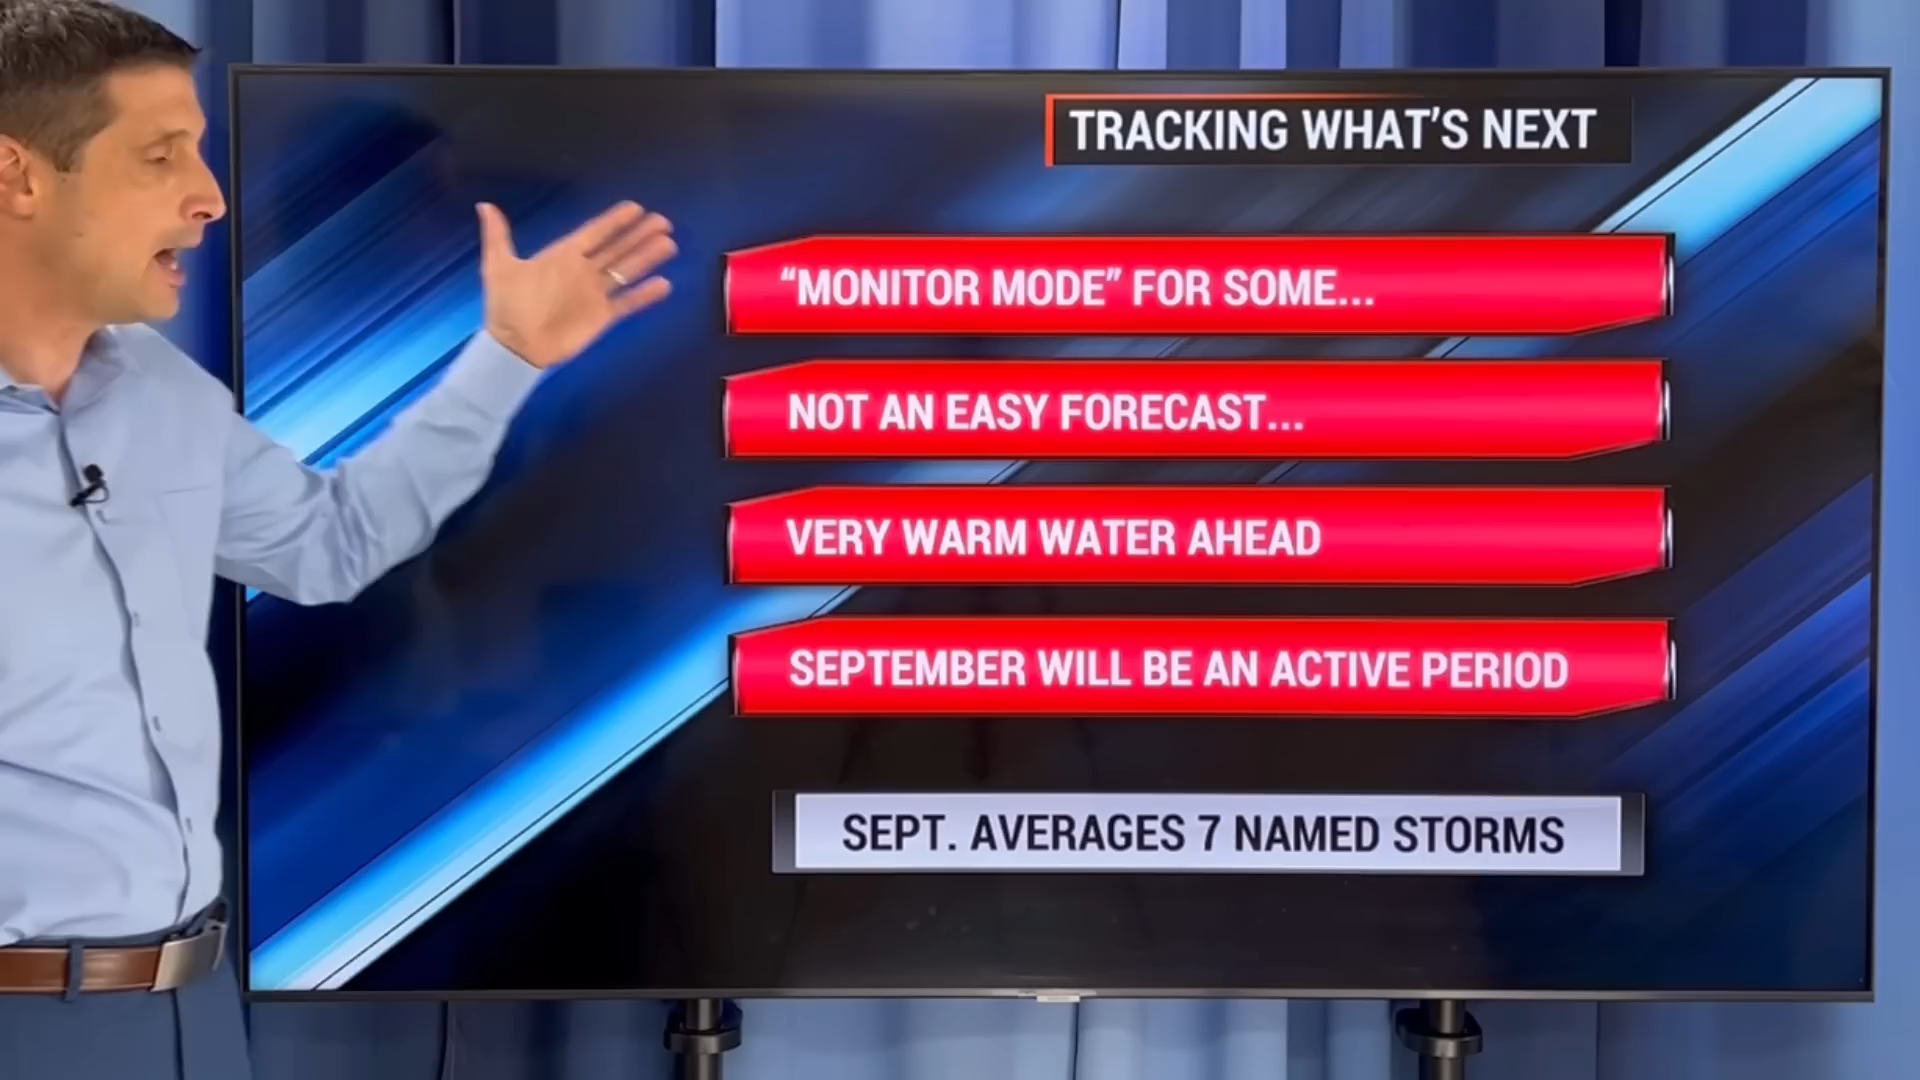 TRACKING WHAT'S NEXT
“MONITOR MODE” FOR SOME...
NOT AN EASY FORECAST...
VERY WARM WATER AHEAD
SEPTEMBER WILL BE AN ACTIVE PERIOD
SEPT. AVERAGES 7 NAMED STORMS